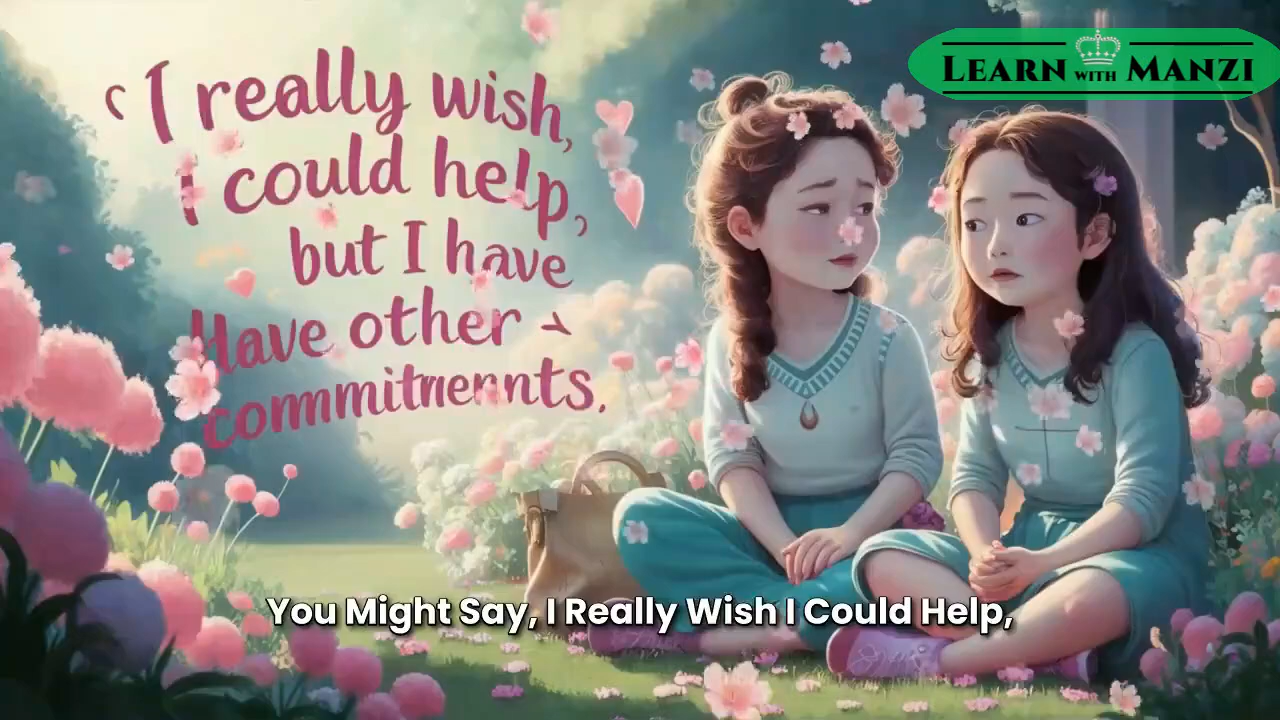 ‘I really wish,
I could help,
but I have
Have other -
commitmennts.
LEARN WITH MANZI
You Might Say, I Really Wish I Could Help,